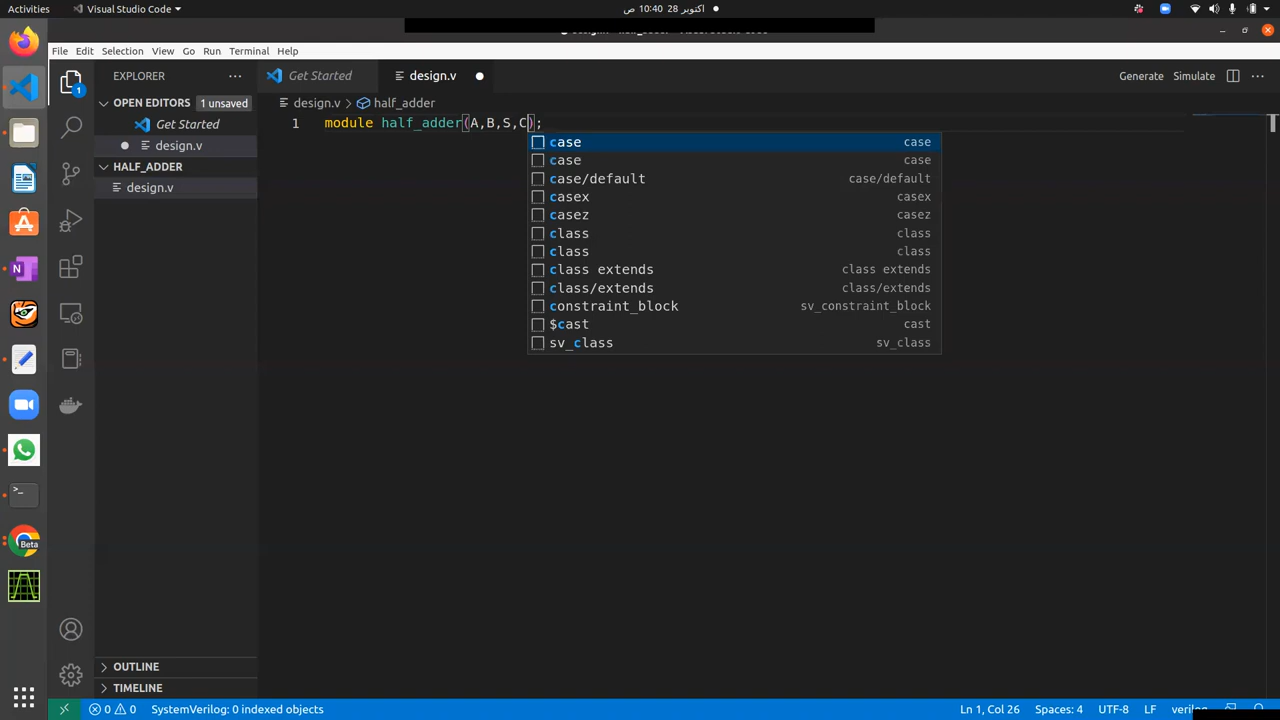 Activities
Visual Studio Code
اكتوبر 28 10:40 ص
File Edit Selection View Go Run Terminal Help
EXPLORER
Get Started
design.v
Generate
Simulate
OPEN EDITORS
1 unsaved
design.v
half_adder
Get Started
1
module half_adder(A,B,S,C);
design.v
HALF_ADDER
design.v
case case
case case
case/default case/default
casex casex
casez casez
class class
class class
class extends class extends
class/extends class/extends
constraint_block sv_constraint_block
$cast cast
sv_class sv_class
1
N
>_
Beta
OUTLINE
TIMELINE
0 0
SystemVerilog: 0 indexed objects
Ln 1, Col 26
Spaces: 4
UTF-8
LF